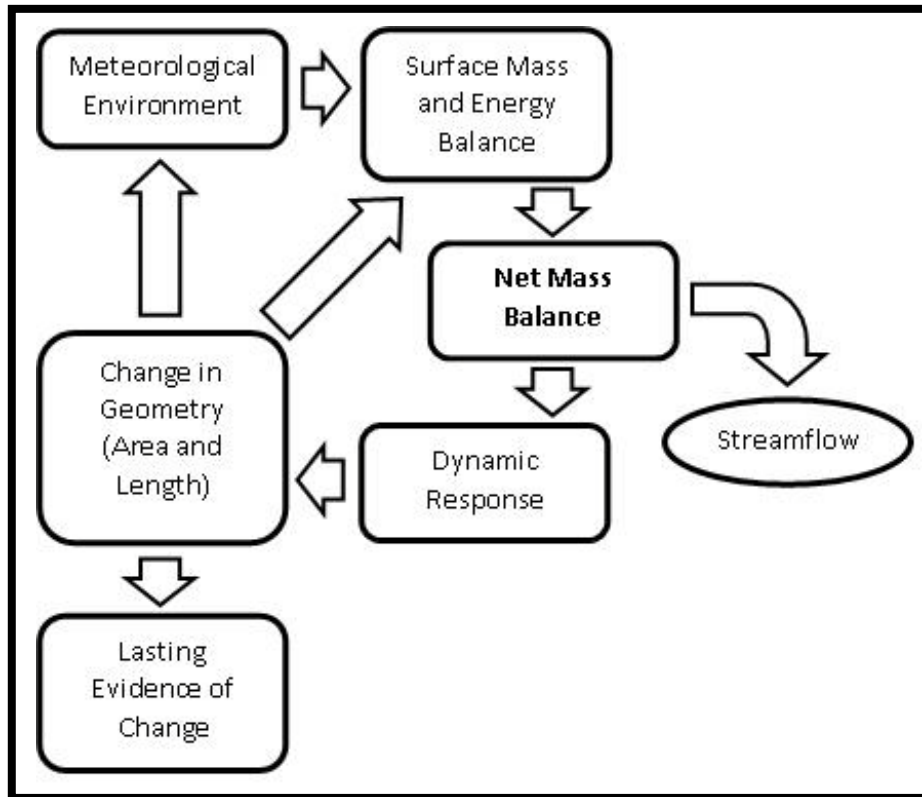 Meteorological
Environment
Surface Mass
and Energy
Balance
Net Mass
Balance
Streamflow
Dynamic
Response
Change in
Geometry
(Area and
Length)
Lasting
Evidence of
Change